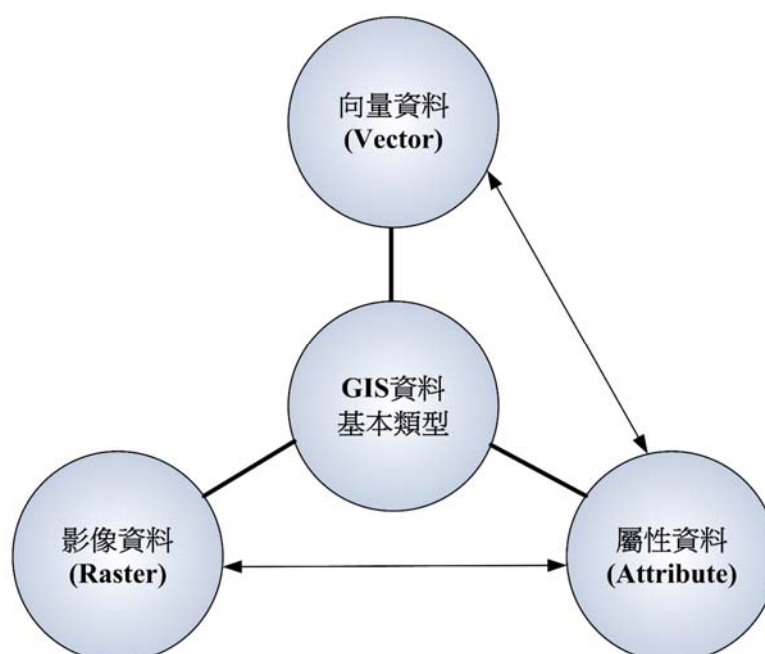 向量資料
(Vector)
GIS資料
基本類型
影像資料
(Raster)
屬性資料
(Attribute)